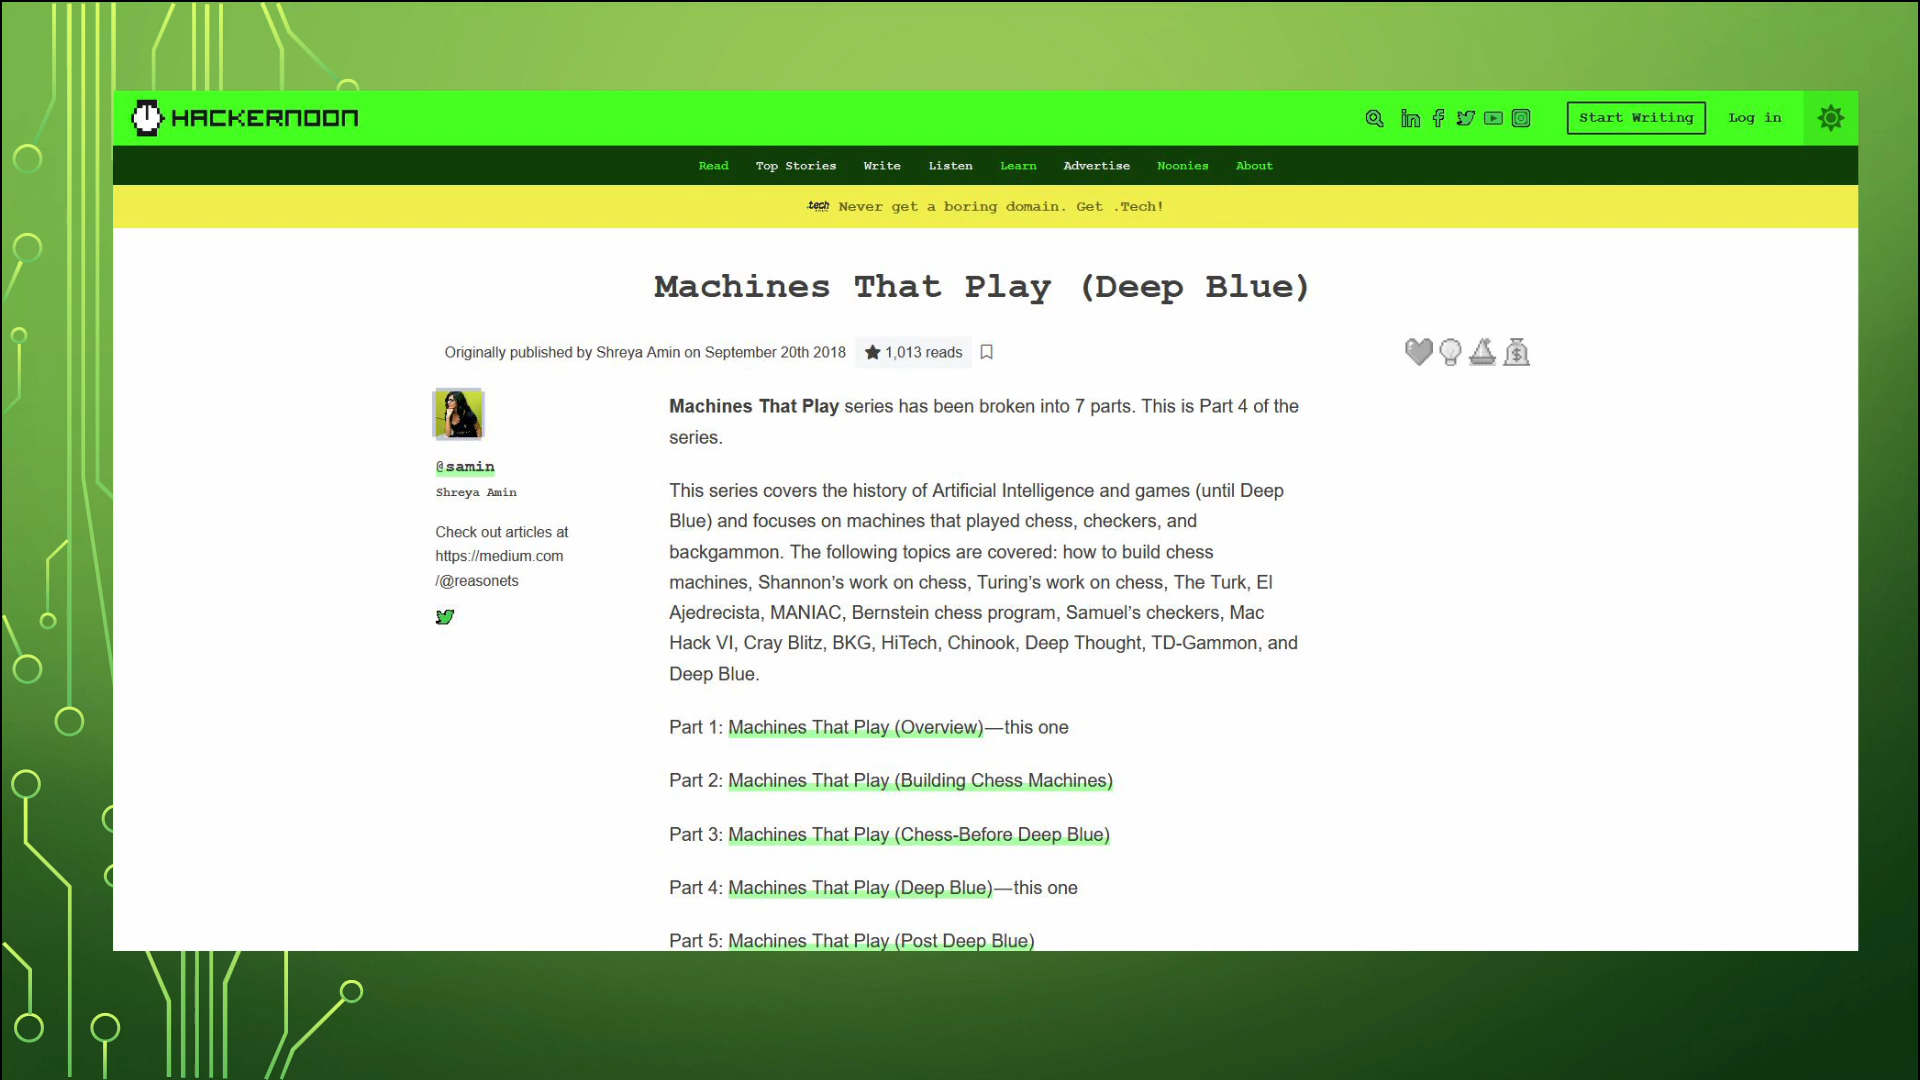 HACKERNOON
Start Writing
Log in
Read Top Stories Write Listen Learn Advertise Noonies About
.tech Never get a boring domain. Get .Tech!
Machines That Play (Deep Blue)
Originally published by Shreya Amin on September 20th 2018 1,013 reads
@samin
Shreya Amin
Check out articles at
https://medium.com
/@reasonets
Machines That Play series has been broken into 7 parts. This is Part 4 of the
series.
This series covers the history of Artificial Intelligence and games (until Deep
Blue) and focuses on machines that played chess, checkers, and
backgammon. The following topics are covered: how to build chess
machines, Shannon’s work on chess, Turing’s work on chess, The Turk, El
Ajedrecista, MANIAC, Bernstein chess program, Samuel’s checkers, Mac
Hack VI, Cray Blitz, BKG, HiTech, Chinook, Deep Thought, TD-Gammon, and
Deep Blue.
Part 1: Machines That Play (Overview)—this one
Part 2: Machines That Play (Building Chess Machines)
Part 3: Machines That Play (Chess-Before Deep Blue)
Part 4: Machines That Play (Deep Blue)—this one
Part 5: Machines That Play (Post Deep Blue)